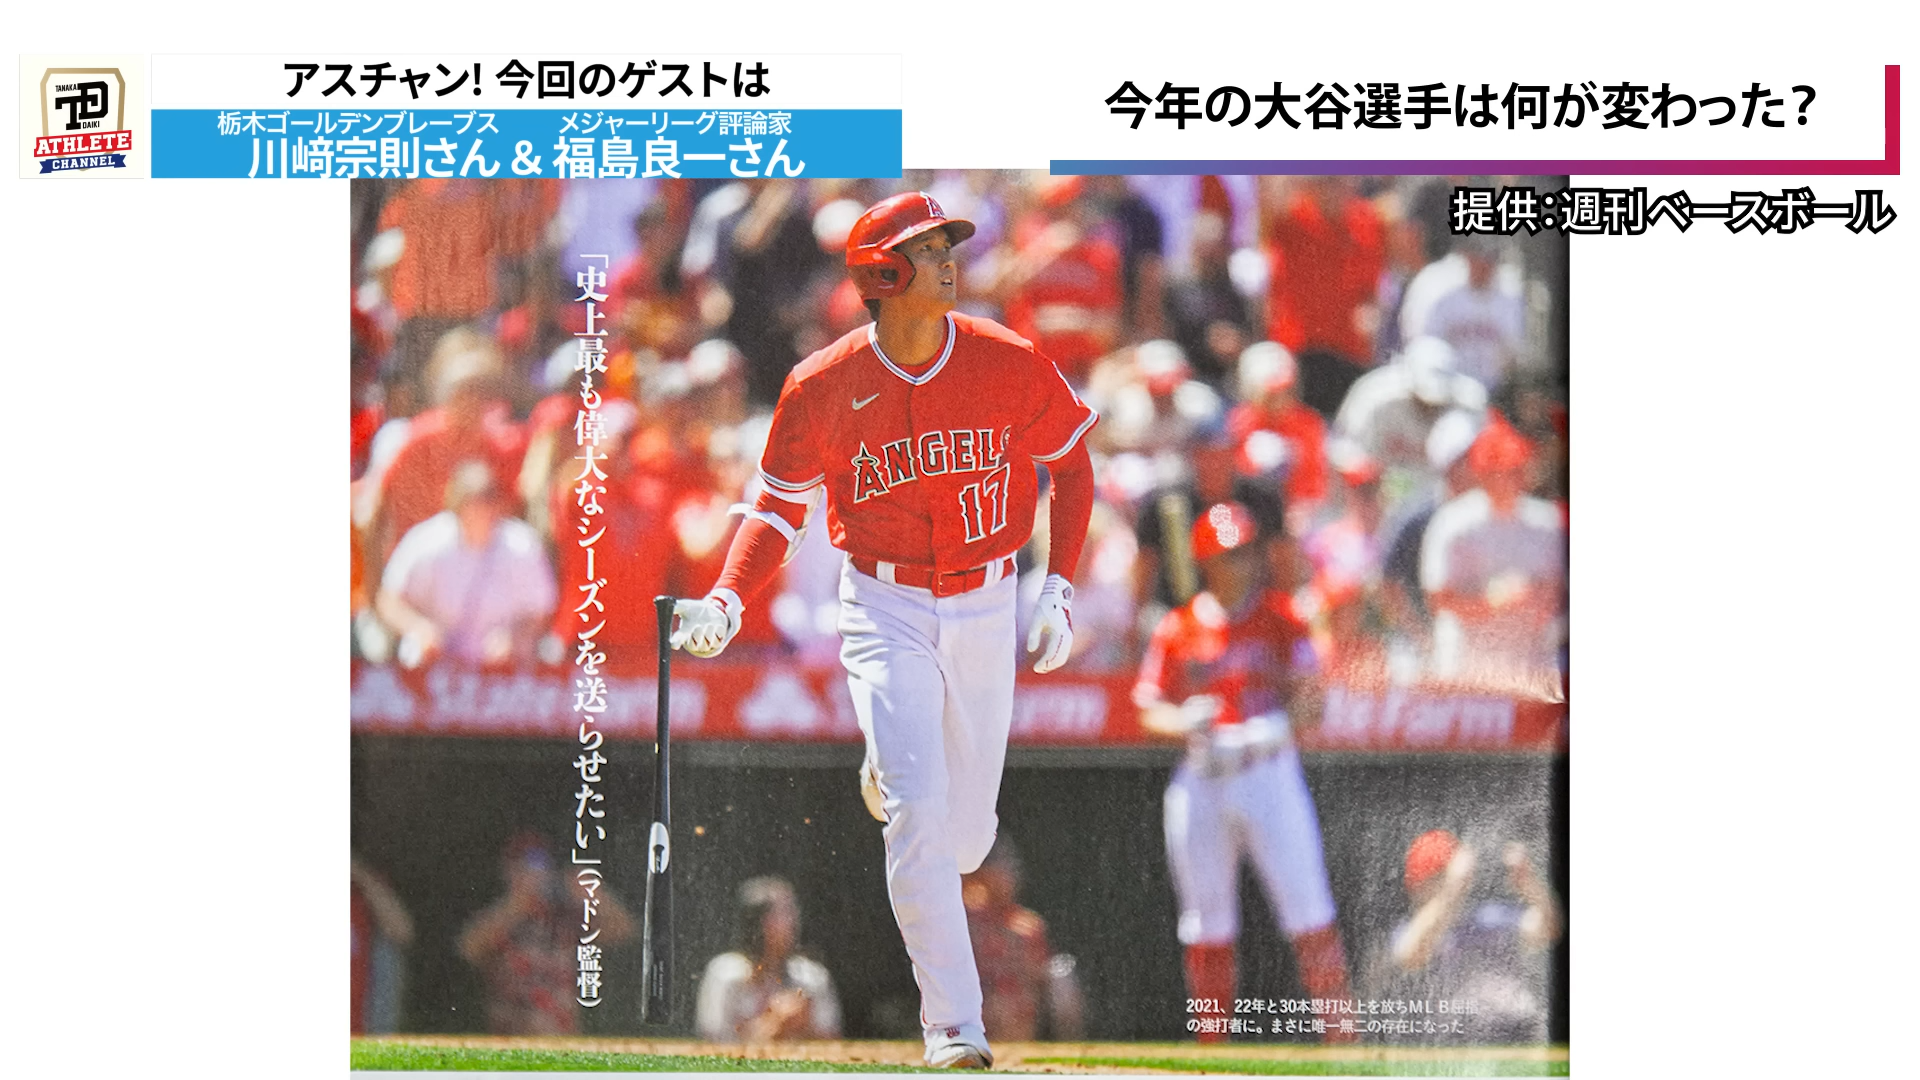 TANAKA
DAIKI
ATHLETE
CHANNEL
アスチャン! 今回のゲストは
栃木ゴールデンブレーブス
メジャーリーグ評論家
川﨑宗則さん & 福島良一さん
今年の大谷選手は何が変わった?
提供:週刊ベースボール
「史上最も偉大なシーズンを送らせたい」(マドン監督)
ANGELS
17
State Farm
2021、22年と30本塁打以上を放ちMLB屈指
の強打者に。まさに唯一無二の存在になった